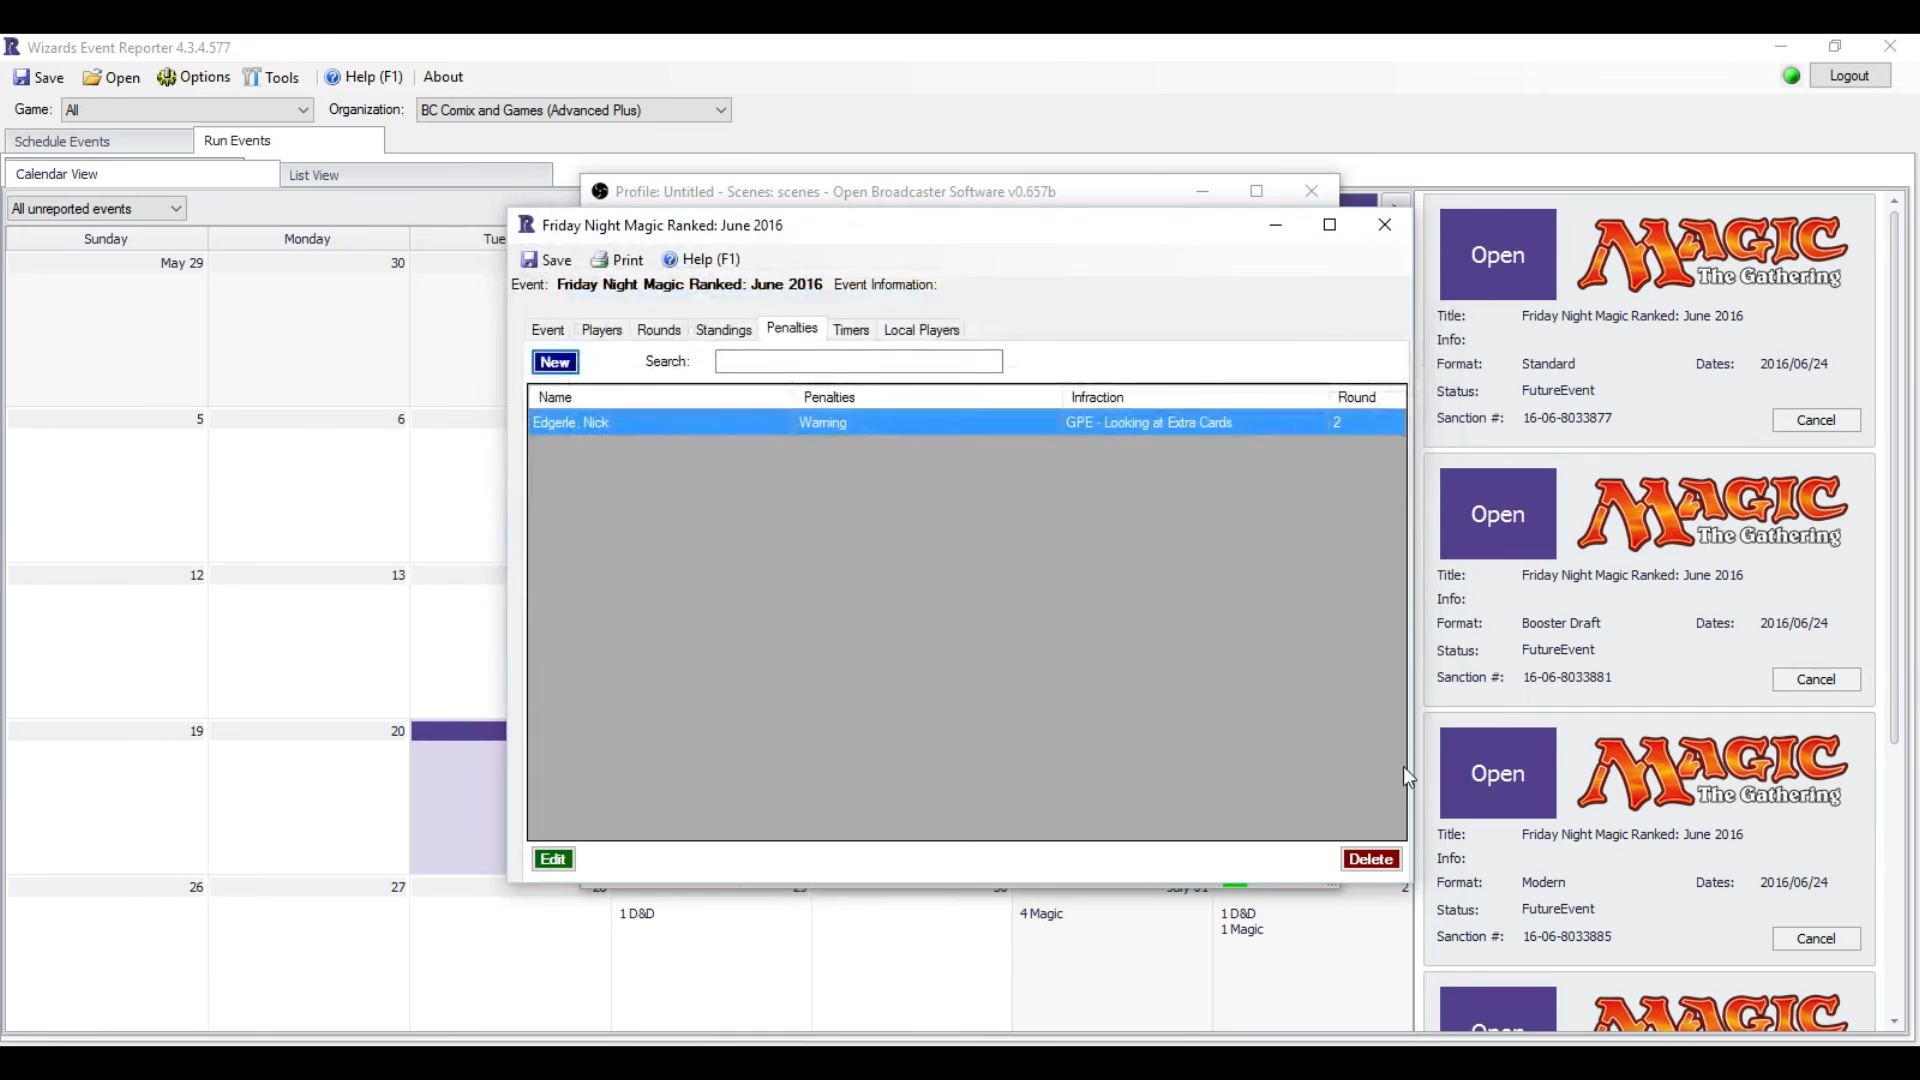 Wizards Event Reporter 4.3.4.577
Save Open Options Tools Help (F1) About Logout
Game: All Organization: BC Comix and Games (Advanced Plus)
Schedule Events Run Events
Calendar View List View
Profile: Untitled - Scenes: scenes - Open Broadcaster Software v0.657b
All unreported events
Sunday Monday Tue
May 29 30
5 6
12 13
19 20
26 27 2
1 D&D 4 Magic 1 D&D
1 Magic
Friday Night Magic Ranked: June 2016
Save Print Help (F1)
Event: Friday Night Magic Ranked: June 2016 Event Information:
Event Players Rounds Standings Penalties Timers Local Players
New Search:
Name Penalties Infraction Round
Edgerle, Nick Warning GPE - Looking at Extra Cards 2
Edit Delete
Open MAGIC
The Gathering
Title: Friday Night Magic Ranked: June 2016
Info:
Format: Standard Dates: 2016/06/24
Status: FutureEvent
Sanction #: 16-06-8033877 Cancel
Open MAGIC
The Gathering
Title: Friday Night Magic Ranked: June 2016
Info:
Format: Booster Draft Dates: 2016/06/24
Status: FutureEvent
Sanction #: 16-06-8033881 Cancel
Open MAGIC
The Gathering
Title: Friday Night Magic Ranked: June 2016
Info:
Format: Modern Dates: 2016/06/24
Status: FutureEvent
Sanction #: 16-06-8033885 Cancel
Open MAGIC